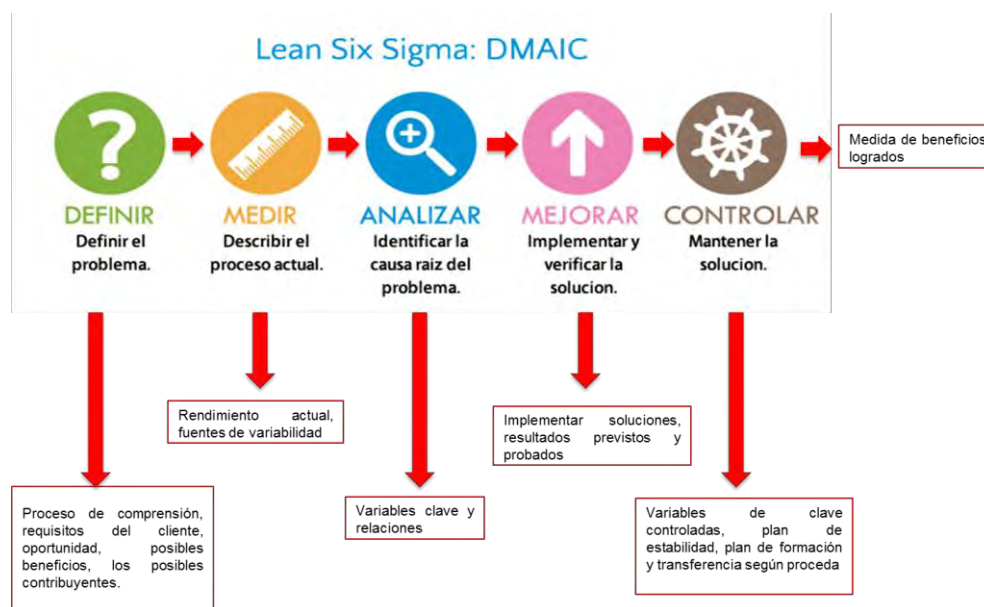 Lean Six Sigma: DMAIC
DEFINIR
Definir el
problema.
MEDIR
Describir el
proceso actual.
ANALIZAR
Identificar la
causa raiz del
problema.
MEJORAR
Implementar y
verificar la
solucion.
CONTROLAR
Mantener la
solucion.
Medida de beneficios
logrados
Rendimiento actual,
fuentes de variabilidad
Implementar soluciones,
resultados previstos y
probados
Proceso de comprensión,
requisitos del cliente,
oportunidad, posibles
beneficios, los posibles
contribuyentes.
Variables clave y
relaciones
Variables de clave
controladas, plan de
estabilidad, plan de formación
y transferencia según proceda